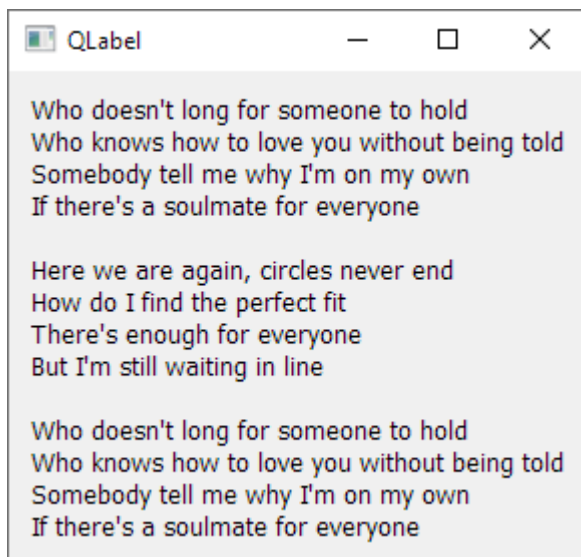 QLabel
Who doesn't long for someone to hold
Who knows how to love you without being told
Somebody tell me why I'm on my own
If there's a soulmate for everyone
Here we are again, circles never end
How do I find the perfect fit
There's enough for everyone
But I'm still waiting in line
Who doesn't long for someone to hold
Who knows how to love you without being told
Somebody tell me why I'm on my own
If there's a soulmate for everyone